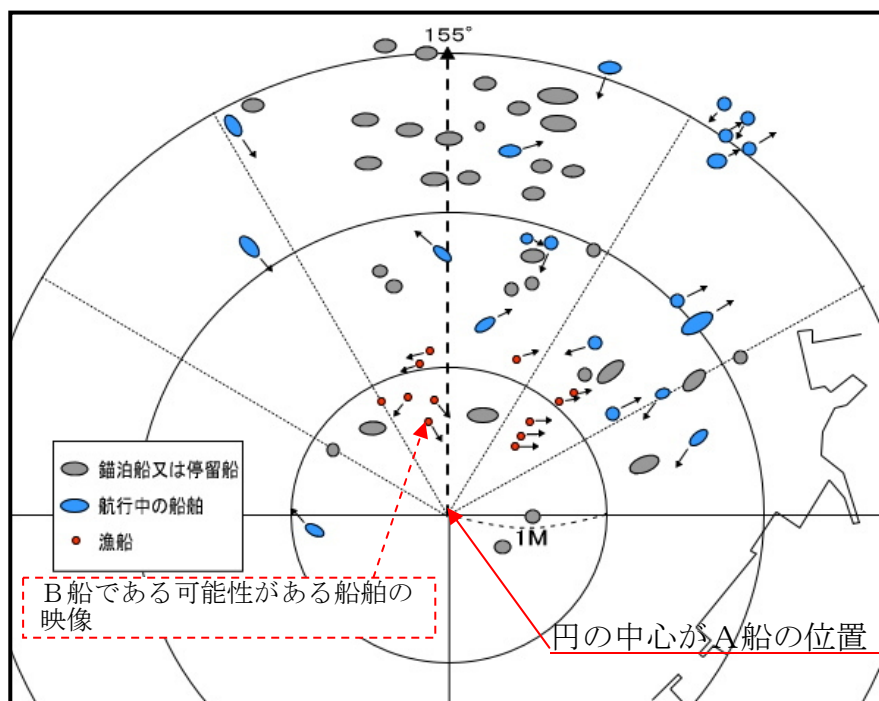 155°
錨泊船又は停留船
航行中の船舶
漁船
1M
B船である可能性がある船舶の
映像
円の中心がA船の位置